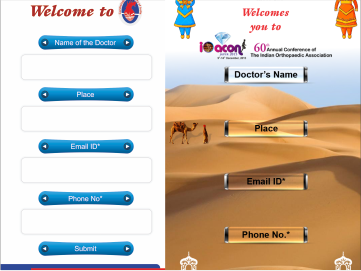 Welcome to
Name of the Doctor
Place
Email ID*
Phone No*
Submit
Welcomes
you to
60th Annual Conference of
The Indian Orthopaedic Association
Doctor's Name
Place
Email ID*
Phone No.*